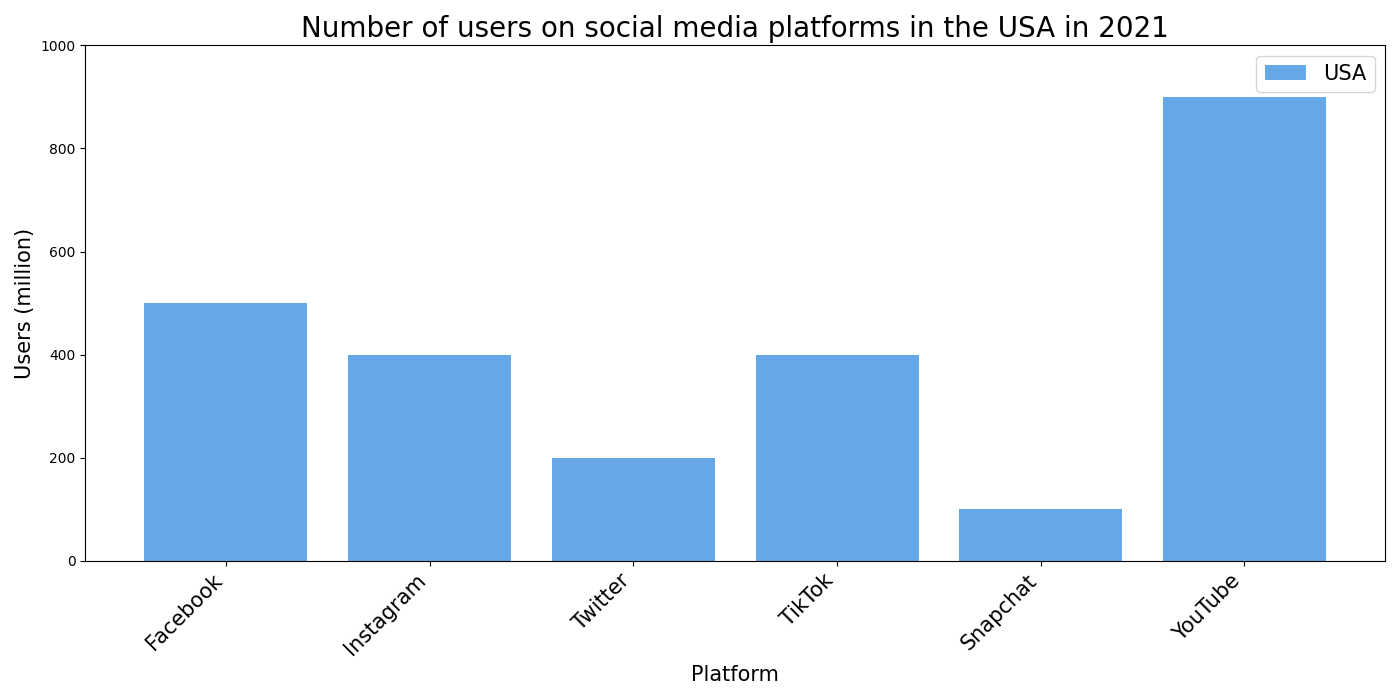 Number of users on social media platforms in the USA in 2021
USA
Users (million)
1000
800
600
400
200
0
Facebook
Instagram
Twitter
TikTok
Snapchat
YouTube
Platform